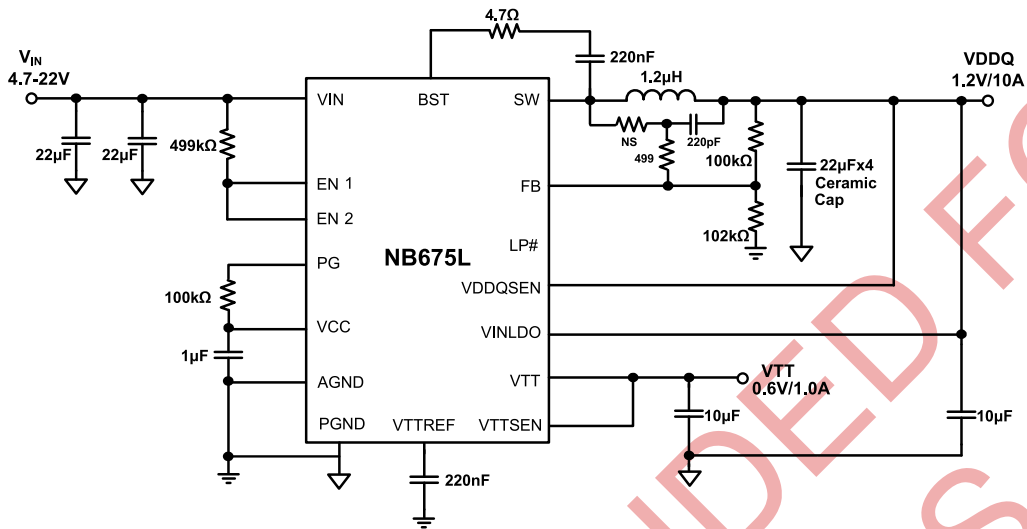 4.7Ω
V_IN
4.7-22V
220nF
VDDQ
1.2V/10A
1.2µH
VIN
BST
SW
22µF
22µF
499kΩ
NS
220pF
499
100kΩ
22µFx4
Ceramic
Cap
EN 1
FB
EN 2
102kΩ
LP#
NB675L
PG
VDDQSEN
100kΩ
VCC
VINLDO
1µF
VTT
0.6V/1.0A
AGND
VTT
10µF
10µF
PGND
VTTREF
VTTSEN
220nF